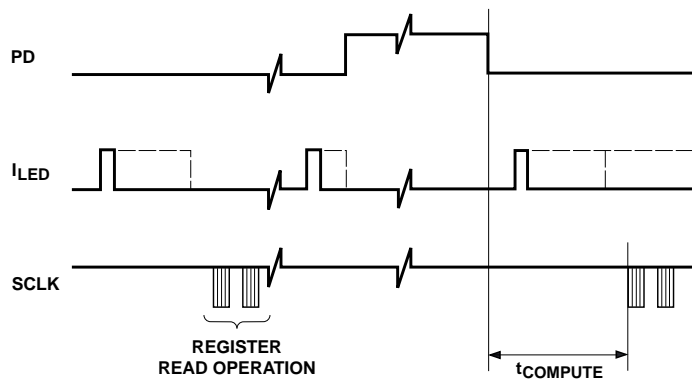 PD
ILED
SCLK
REGISTER
READ OPERATION
tCOMPUTE